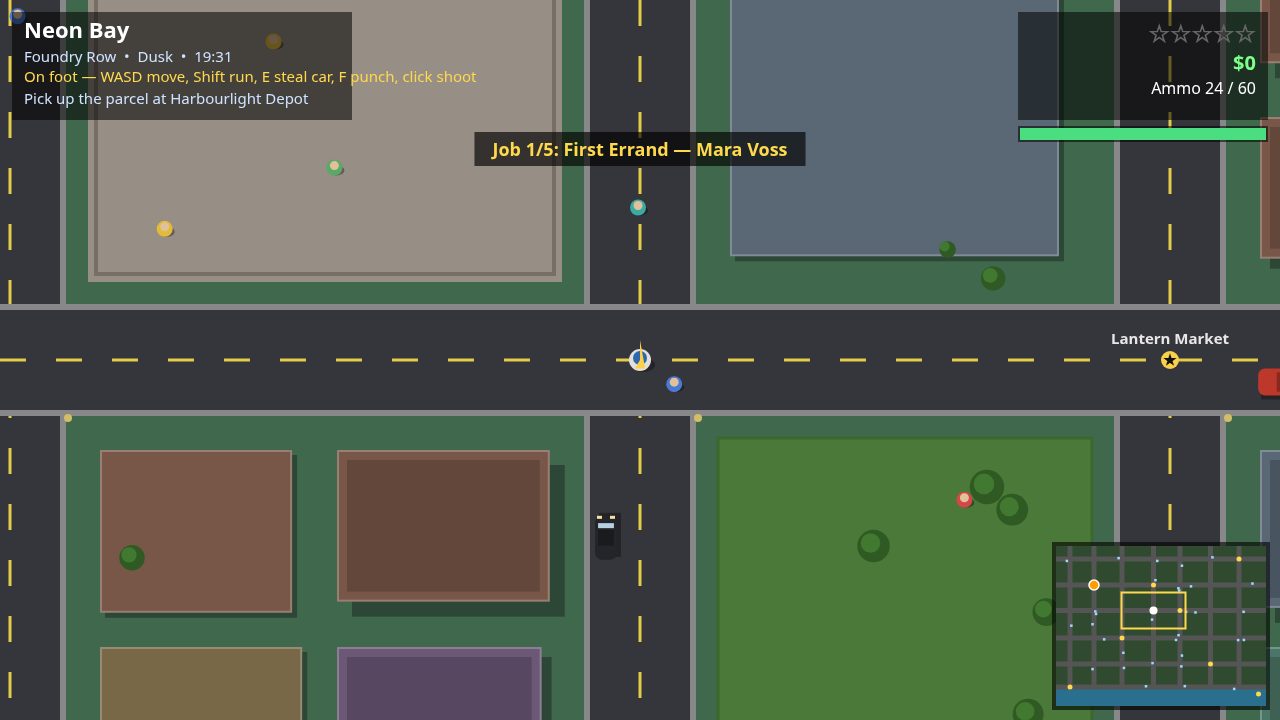 Neon Bay
Foundry Row • Dusk • 19:31
On foot — WASD move, Shift run, E steal car, F punch, click shoot
Pick up the parcel at Harbourlight Depot
$0
Ammo 24 / 60
Job 1/5: First Errand — Mara Voss
Lantern Market